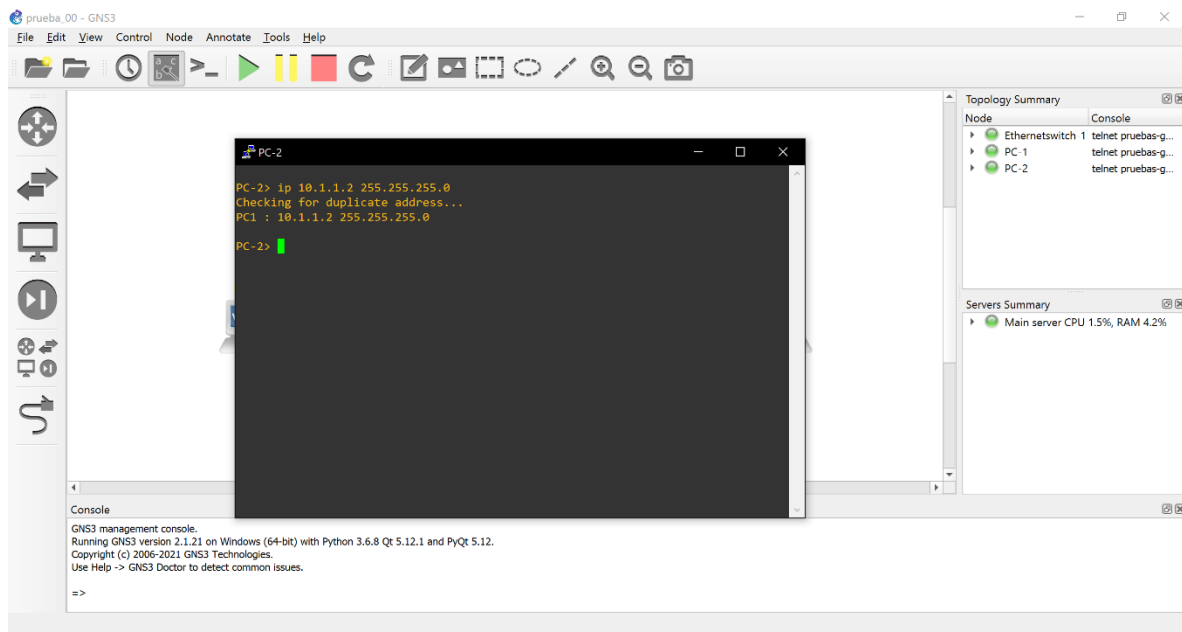 prueba_00 - GNS3
File Edit View Control Node Annotate Tools Help
PC-2
PC-2> ip 10.1.1.2 255.255.255.0
Checking for duplicate address...
PC1 : 10.1.1.2 255.255.255.0
PC-2>
Topology Summary
Node Console
Ethernetswitch-1 telnet pruebas-g...
PC-1 telnet pruebas-g...
PC-2 telnet pruebas-g...
Servers Summary
Main server CPU 1.5%, RAM 4.2%
Console
GNS3 management console.
Running GNS3 version 2.1.21 on Windows (64-bit) with Python 3.6.8 Qt 5.12.1 and PyQt 5.12.
Copyright (c) 2006-2021 GNS3 Technologies.
Use Help -> GNS3 Doctor to detect common issues.
=>